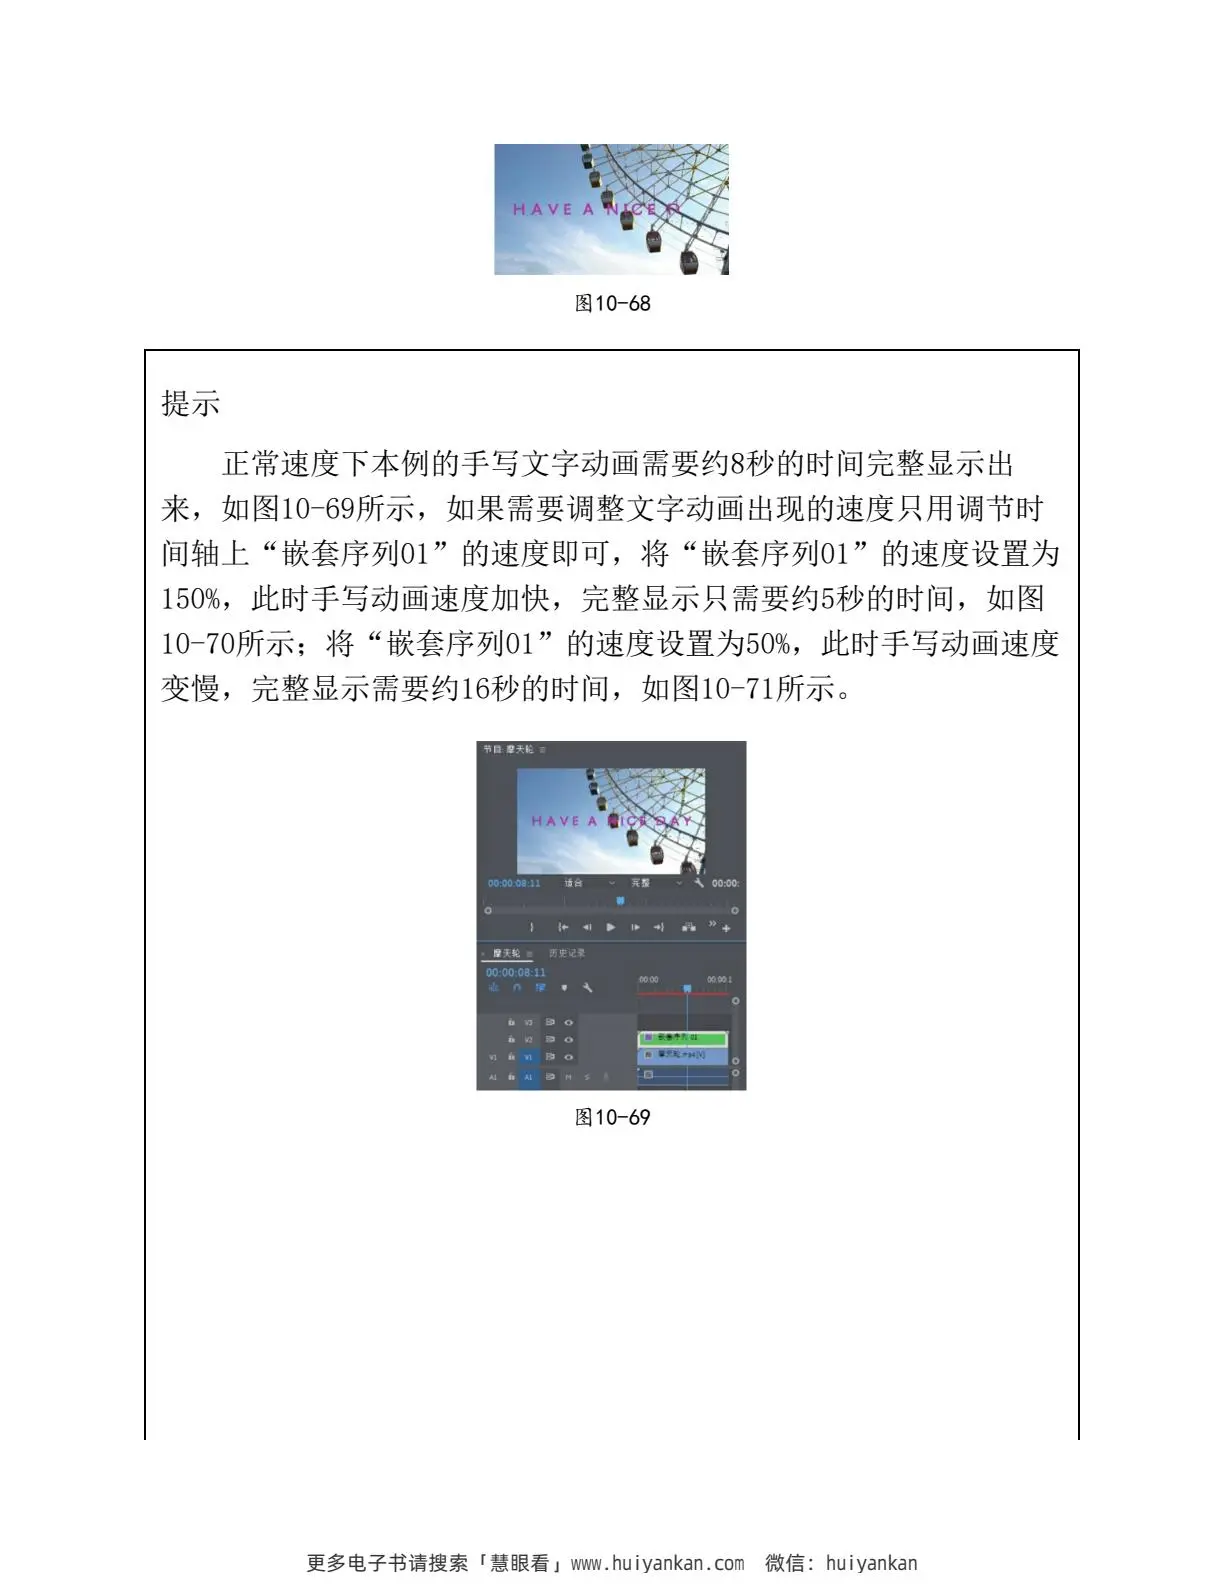 HAVE A NICE D
图10-68
提示
正常速度下本例的手写文字动画需要约8秒的时间完整显示出
来，如图10-69所示，如果需要调整文字动画出现的速度只用调节时
间轴上“嵌套序列01”的速度即可，将“嵌套序列01”的速度设置为
150%，此时手写动画速度加快，完整显示只需要约5秒的时间，如图
10-70所示；将“嵌套序列01”的速度设置为50%，此时手写动画速度
变慢，完整显示需要约16秒的时间，如图10-71所示。
节目: 摩天轮
HAVE A NICE DAY
00:00:08:11 适合 完整 00:00:
摩天轮 历史记录
00:00:08:11
:00:00 00:00:1
V3
V2 嵌套序列 01
V1 V1 摩天轮.mp4[V]
A1 A1 M S
图10-69
更多电子书请搜索「慧眼看」www.huiyankan.com 微信：huiyankan